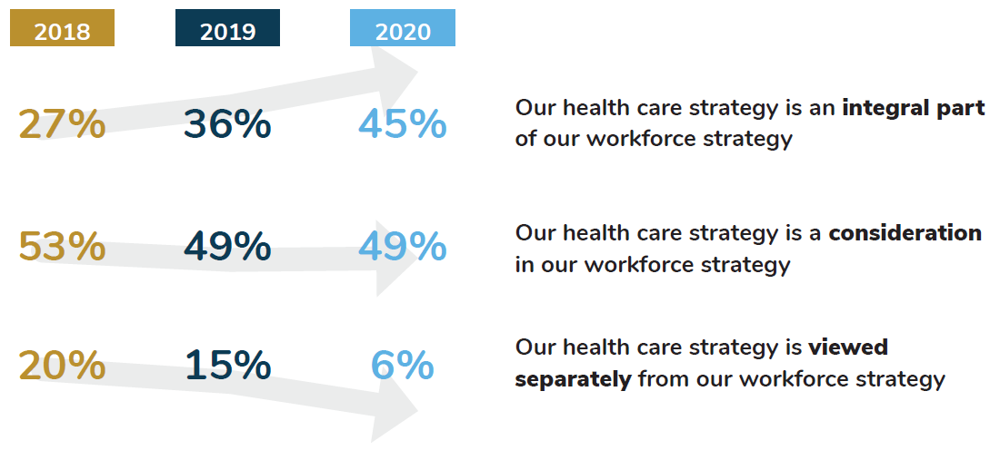 2018 2019 2020
27% 36% 45% Our health care strategy is an integral part
of our workforce strategy
53% 49% 49% Our health care strategy is a consideration
in our workforce strategy
20% 15% 6% Our health care strategy is viewed
separately from our workforce strategy